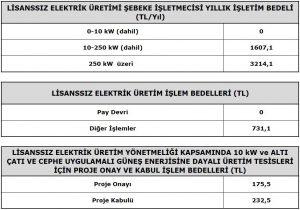 LİSANSSIZ ELEKTRİK ÜRETİMİ ŞEBEKE İŞLETMECİSİ YILLIK İŞLETİM BEDELİ
(TL/Yıl)
0-10 kW (dahil) 0
10-250 kW (dahil) 1607,1
250 kW üzeri 3214,1
LİSANSSIZ ELEKTRİK ÜRETİM İŞLEM BEDELLERİ (TL)
Pay Devri 0
Diğer İşlemler 731,1
LİSANSSIZ ELEKTRİK ÜRETİM YÖNETMELİĞİ KAPSAMINDA 10 kW ve ALTI
ÇATI VE CEPHE UYGULAMALI GÜNEŞ ENERJİSİNE DAYALI ÜRETİM TESİSLERİ
İÇİN PROJE ONAY VE KABUL İŞLEM BEDELLERİ (TL)
Proje Onayı 175,5
Proje Kabulü 232,5